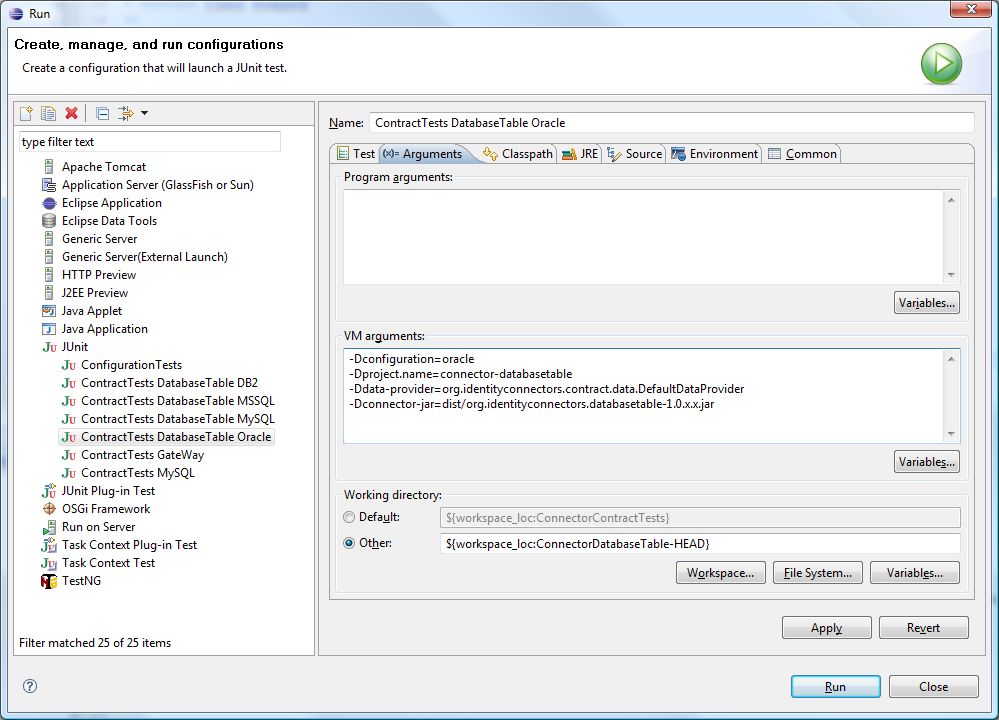 Run
Create, manage, and run configurations
Create a configuration that will launch a JUnit test.
type filter text
Apache Tomcat
Application Server (GlassFish or Sun)
Eclipse Application
Eclipse Data Tools
Generic Server
Generic Server(External Launch)
HTTP Preview
J2EE Preview
Java Applet
Java Application
JUnit
ConfigurationTests
ContractTests DatabaseTable DB2
ContractTests DatabaseTable MSSQL
ContractTests DatabaseTable MySQL
ContractTests DatabaseTable Oracle
ContractTests GateWay
ContractTests MySQL
JUnit Plug-in Test
OSGi Framework
Run on Server
Task Context Plug-in Test
Task Context Test
TestNG
Filter matched 25 of 25 items
Name: ContractTests DatabaseTable Oracle
Test (x)= Arguments Classpath JRE Source Environment Common
Program arguments:
Variables...
VM arguments:
-Dconfiguration=oracle
-Dproject.name=connector-databasetable
-Ddata-provider=org.identityconnectors.contract.data.DefaultDataProvider
-Dconnector-jar=dist/org.identityconnectors.databasetable-1.0.x.x.jar
Variables...
Working directory:
Default: ${workspace_loc:ConnectorContractTests}
Other: ${workspace_loc:ConnectorDatabaseTable-HEAD}
Workspace... File System... Variables...
Apply Revert
Run Close